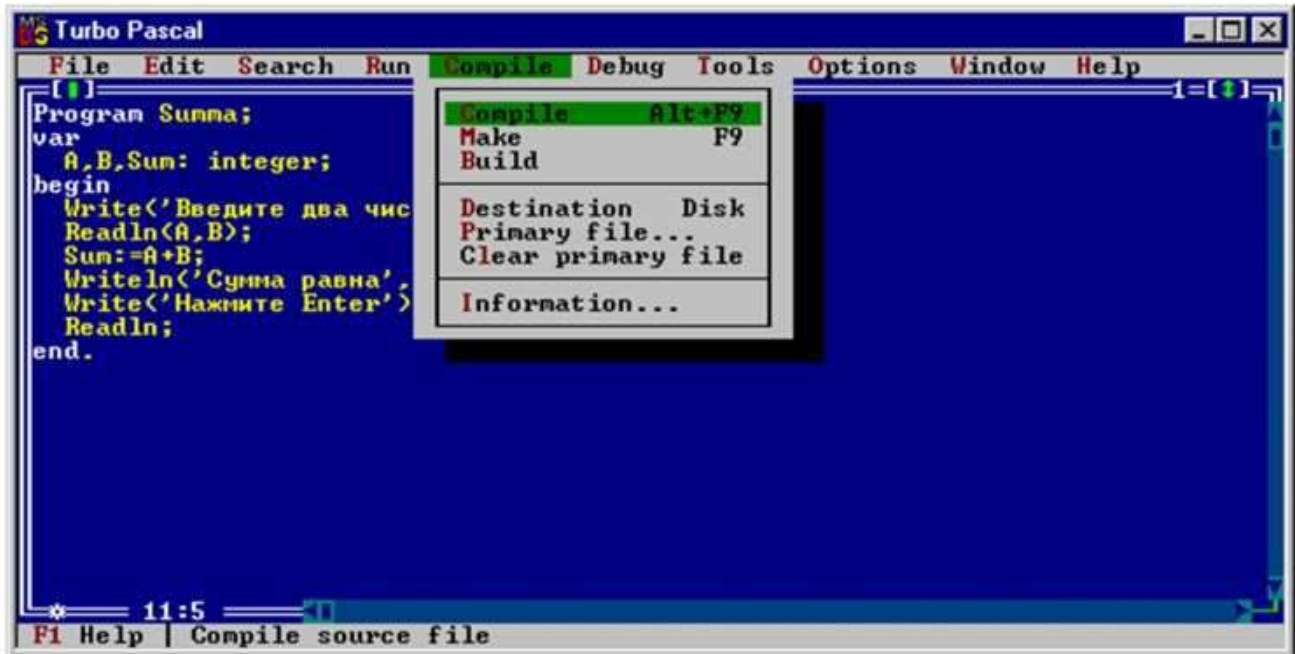 Turbo Pascal
File Edit Search Run Compile Debug Tools Options Window Help
1=[↕]
Program Summa;
var
A,B,Sum: integer;
begin
Write('Введите два чис
Readln(A,B);
Sum:=A+B;
Writeln('Сумма равна',
Write('Нажмите Enter')
Readln;
end.
Compile Alt+F9
Make F9
Build
Destination Disk
Primary file...
Clear primary file
Information...
11:5
F1 Help | Compile source file